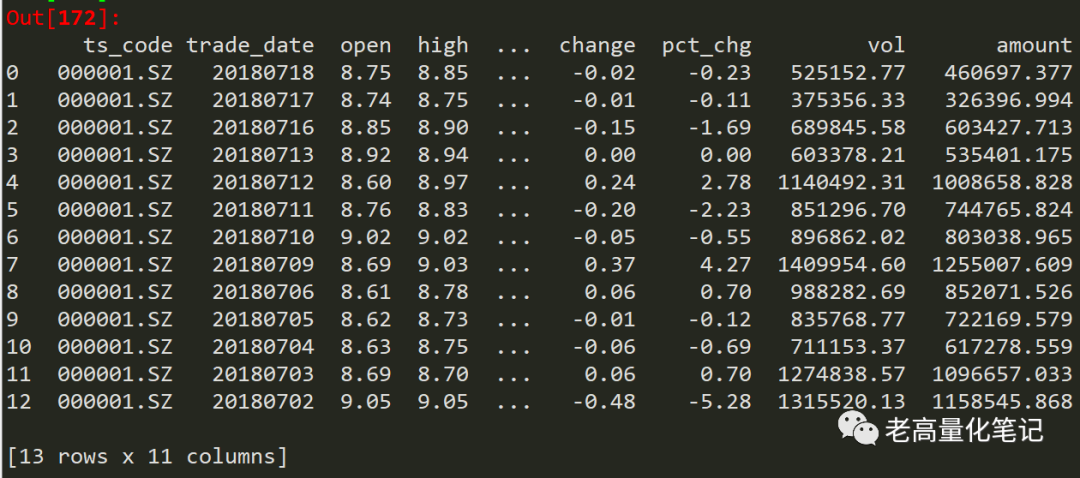 Out[172]:
ts_code trade_date open high ... change pct_chg vol amount
0 000001.SZ 20180718 8.75 8.85 ... -0.02 -0.23 525152.77 460697.377
1 000001.SZ 20180717 8.74 8.75 ... -0.01 -0.11 375356.33 326396.994
2 000001.SZ 20180716 8.85 8.90 ... -0.15 -1.69 689845.58 603427.713
3 000001.SZ 20180713 8.92 8.94 ... 0.00 0.00 603378.21 535401.175
4 000001.SZ 20180712 8.60 8.97 ... 0.24 2.78 1140492.31 1008658.828
5 000001.SZ 20180711 8.76 8.83 ... -0.20 -2.23 851296.70 744765.824
6 000001.SZ 20180710 9.02 9.02 ... -0.05 -0.55 896862.02 803038.965
7 000001.SZ 20180709 8.69 9.03 ... 0.37 4.27 1409954.60 1255007.609
8 000001.SZ 20180706 8.61 8.78 ... 0.06 0.70 988282.69 852071.526
9 000001.SZ 20180705 8.62 8.73 ... -0.01 -0.12 835768.77 722169.579
10 000001.SZ 20180704 8.63 8.75 ... -0.06 -0.69 711153.37 617278.559
11 000001.SZ 20180703 8.69 8.70 ... 0.06 0.70 1274838.57 1096657.033
12 000001.SZ 20180702 9.05 9.05 ... -0.48 -5.28 1315520.13 1158545.868
老高量化笔记
[13 rows x 11 columns]